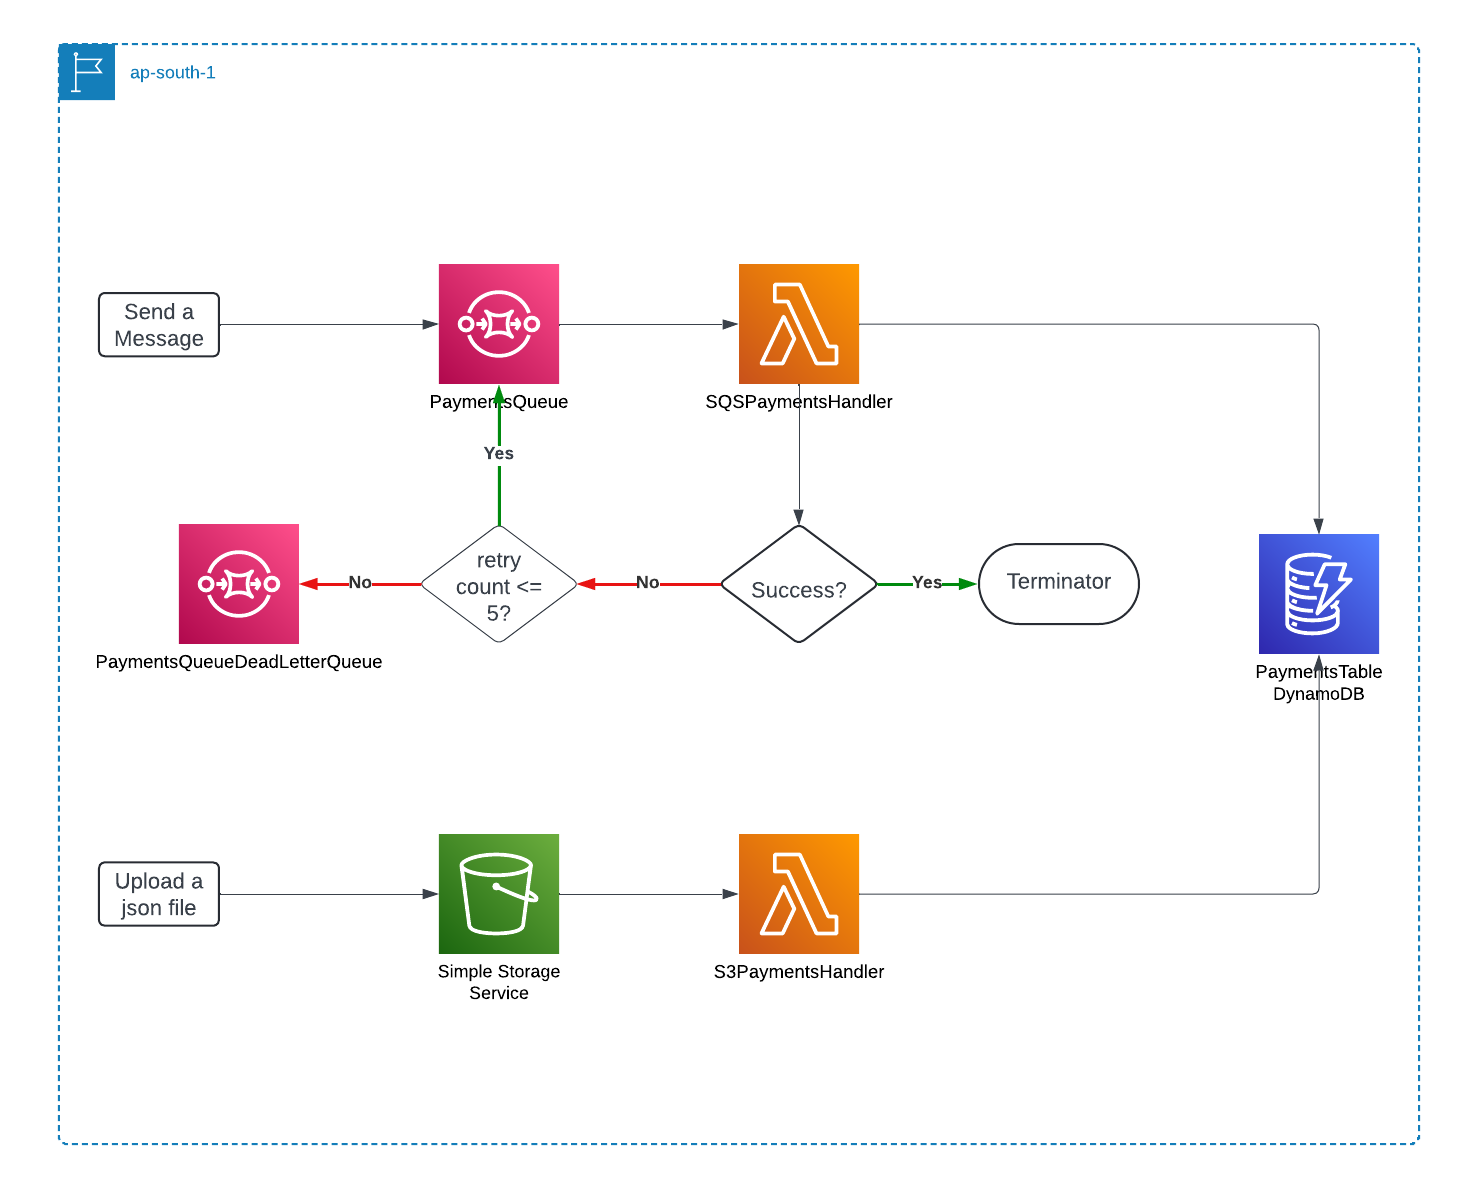 ap-south-1
Send a
Message
PaymentsQueue
SQSPaymentsHandler
Yes
PaymentsQueueDeadLetterQueue
No
retry
count <=
5?
No
Success?
Yes
Terminator
PaymentsTable
DynamoDB
Upload a
json file
Simple Storage
Service
S3PaymentsHandler